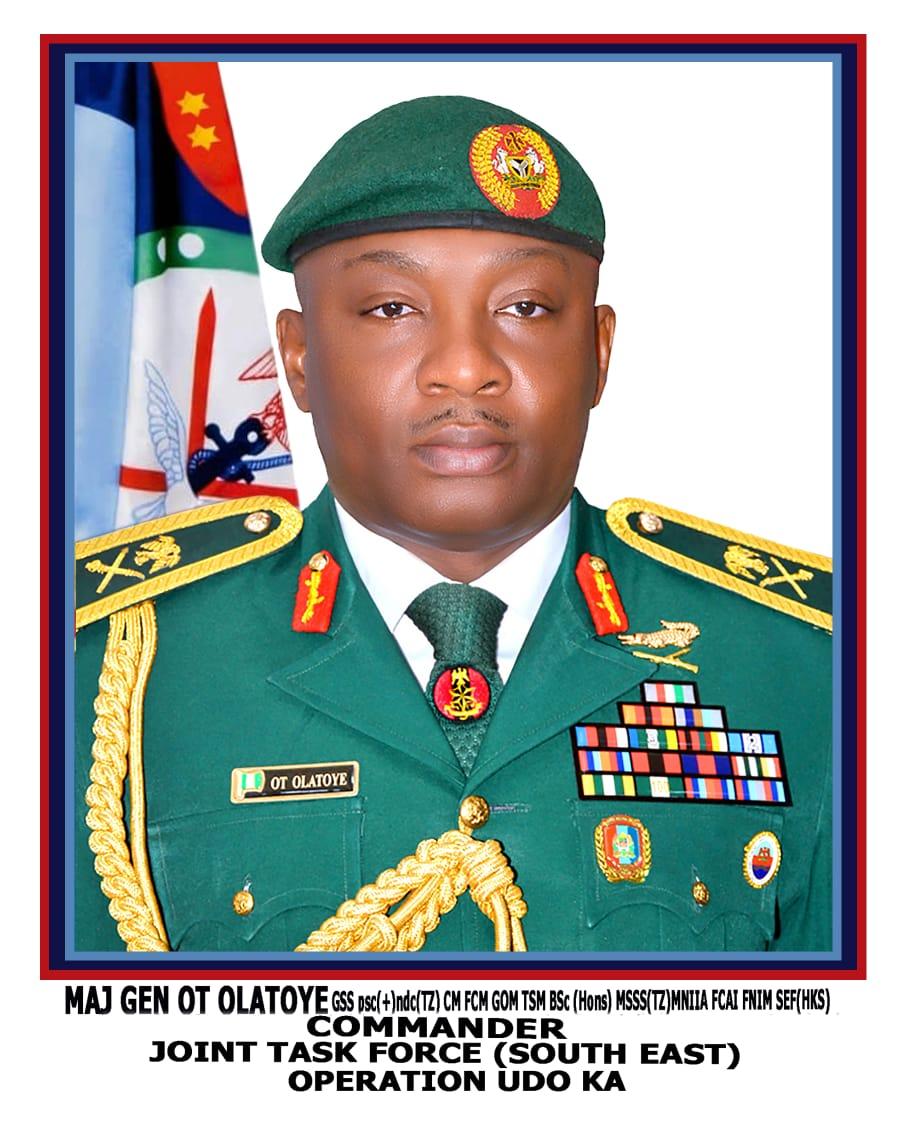 OT OLATOYE
MAJ GEN OT OLATOYE GSS psc(+)ndc(TZ) CM FCM GOM TSM BSc (Hons) MSSS(TZ)MNIIA FCAI FNIM SEF(HKS)
COMMANDER
JOINT TASK FORCE (SOUTH EAST)
OPERATION UDO KA